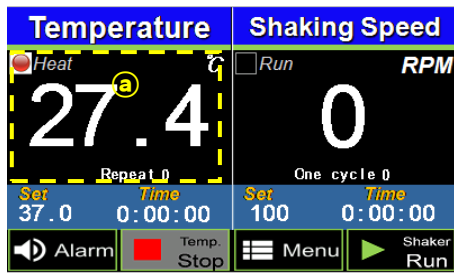 Temperature
Heat ℃
ⓐ
27.4
Repeat 0
Set Time
37.0 0:00:00
Alarm
Temp.
Stop
Shaking Speed
Run RPM
0
One cycle 0
Set Time
100 0:00:00
Menu
Shaker
Run